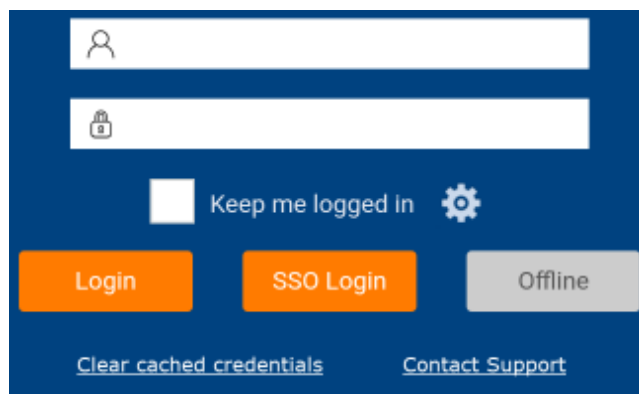 Keep me logged in
Login SSO Login Offline
Clear cached credentials Contact Support